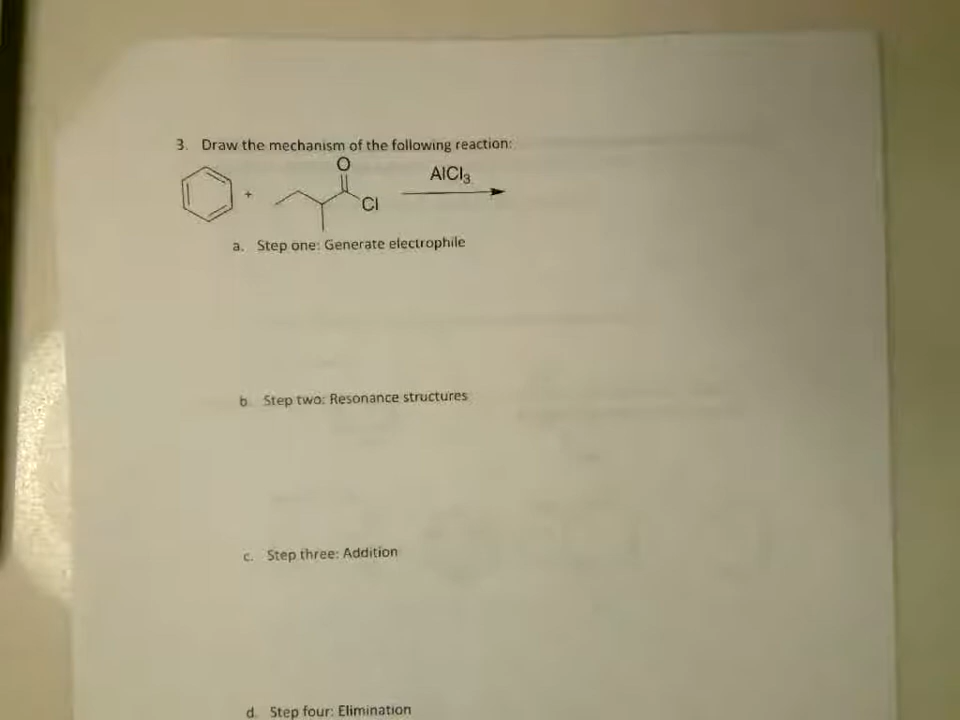 3. Draw the mechanism of the following reaction:
+ O Cl AlCl₃
a. Step one: Generate electrophile
b. Step two: Resonance structures
c. Step three: Addition
d. Step four: Elimination